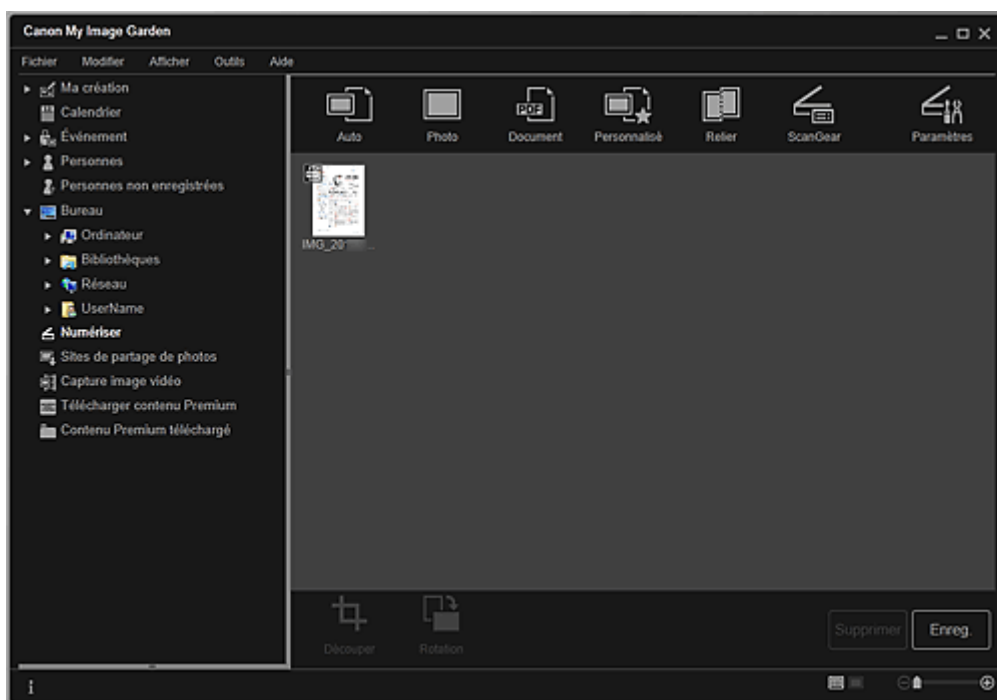 Canon My Image Garden
Fichier Modifier Afficher Outils Aide
Ma création
Calendrier
Événement
Personnes
Personnes non enregistrées
Bureau
Ordinateur
Bibliothèques
Réseau
UserName
Numériser
Sites de partage de photos
Capture image vidéo
Télécharger contenu Premium
Contenu Premium téléchargé
Auto Photo Document Personnalisé Relier ScanGear Paramètres
PDF
IMG_20
Découper Rotation
Supprimer Enreg.